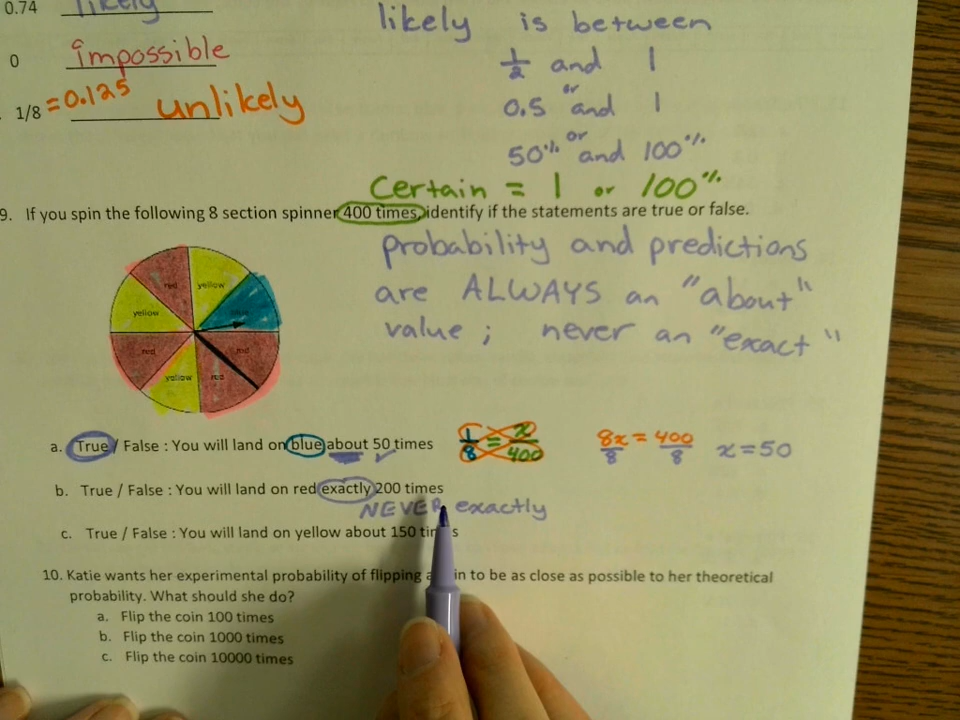 0.74 likely
0 impossible
1/8 = 0.125 unlikely
likely is between
1/2 and 1
or
0.5 and 1
or
50% and 100%
Certain = 1 or 100%
9. If you spin the following 8 section spinner 400 times, identify if the statements are true or false.
probability and predictions
are ALWAYS an "about"
value; never an "exact"
red yellow
yellow blue
red red
yellow red
a. True / False : You will land on blue about 50 times 1/8 = x/400 8x/8 = 400/8 x = 50
b. True / False : You will land on red exactly 200 times
NEVER exactly
c. True / False : You will land on yellow about 150 times
10. Katie wants her experimental probability of flipping a coin to be as close as possible to her theoretical
probability. What should she do?
a. Flip the coin 100 times
b. Flip the coin 1000 times
c. Flip the coin 10000 times